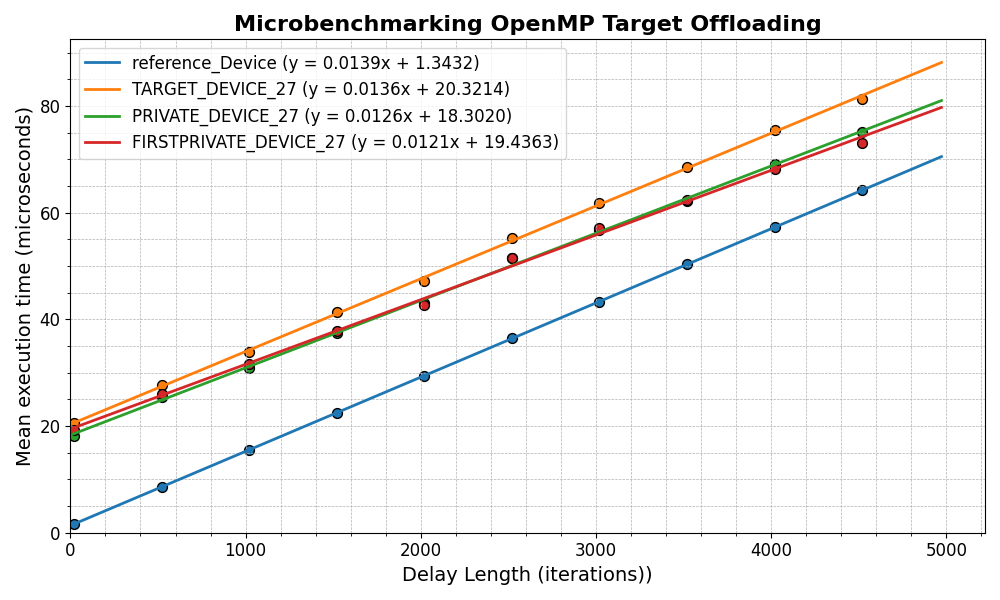 Microbenchmarking OpenMP Target Offloading
reference_Device (y = 0.0139x + 1.3432)
TARGET_DEVICE_27 (y = 0.0136x + 20.3214)
PRIVATE_DEVICE_27 (y = 0.0126x + 18.3020)
FIRSTPRIVATE_DEVICE_27 (y = 0.0121x + 19.4363)
Mean execution time (microseconds)
80
60
40
20
0
0 1000 2000 3000 4000 5000
Delay Length (iterations))